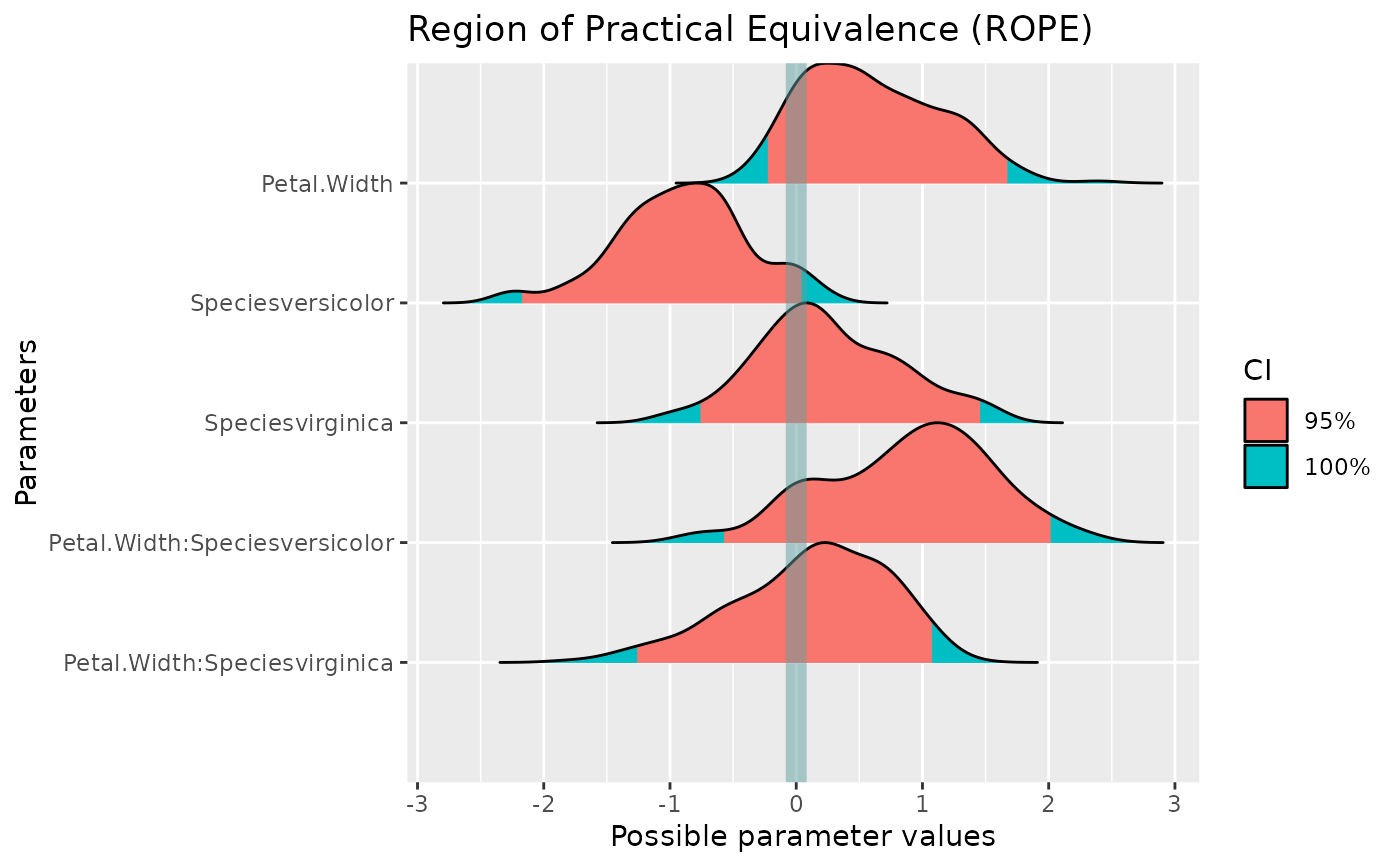 Region of Practical Equivalence (ROPE)
Petal.Width
Speciesversicolor
Speciesvirginica
Petal.Width:Speciesversicolor
Petal.Width:Speciesvirginica
Parameters
-3 -2 -1 0 1 2 3
Possible parameter values
CI
95%
100%